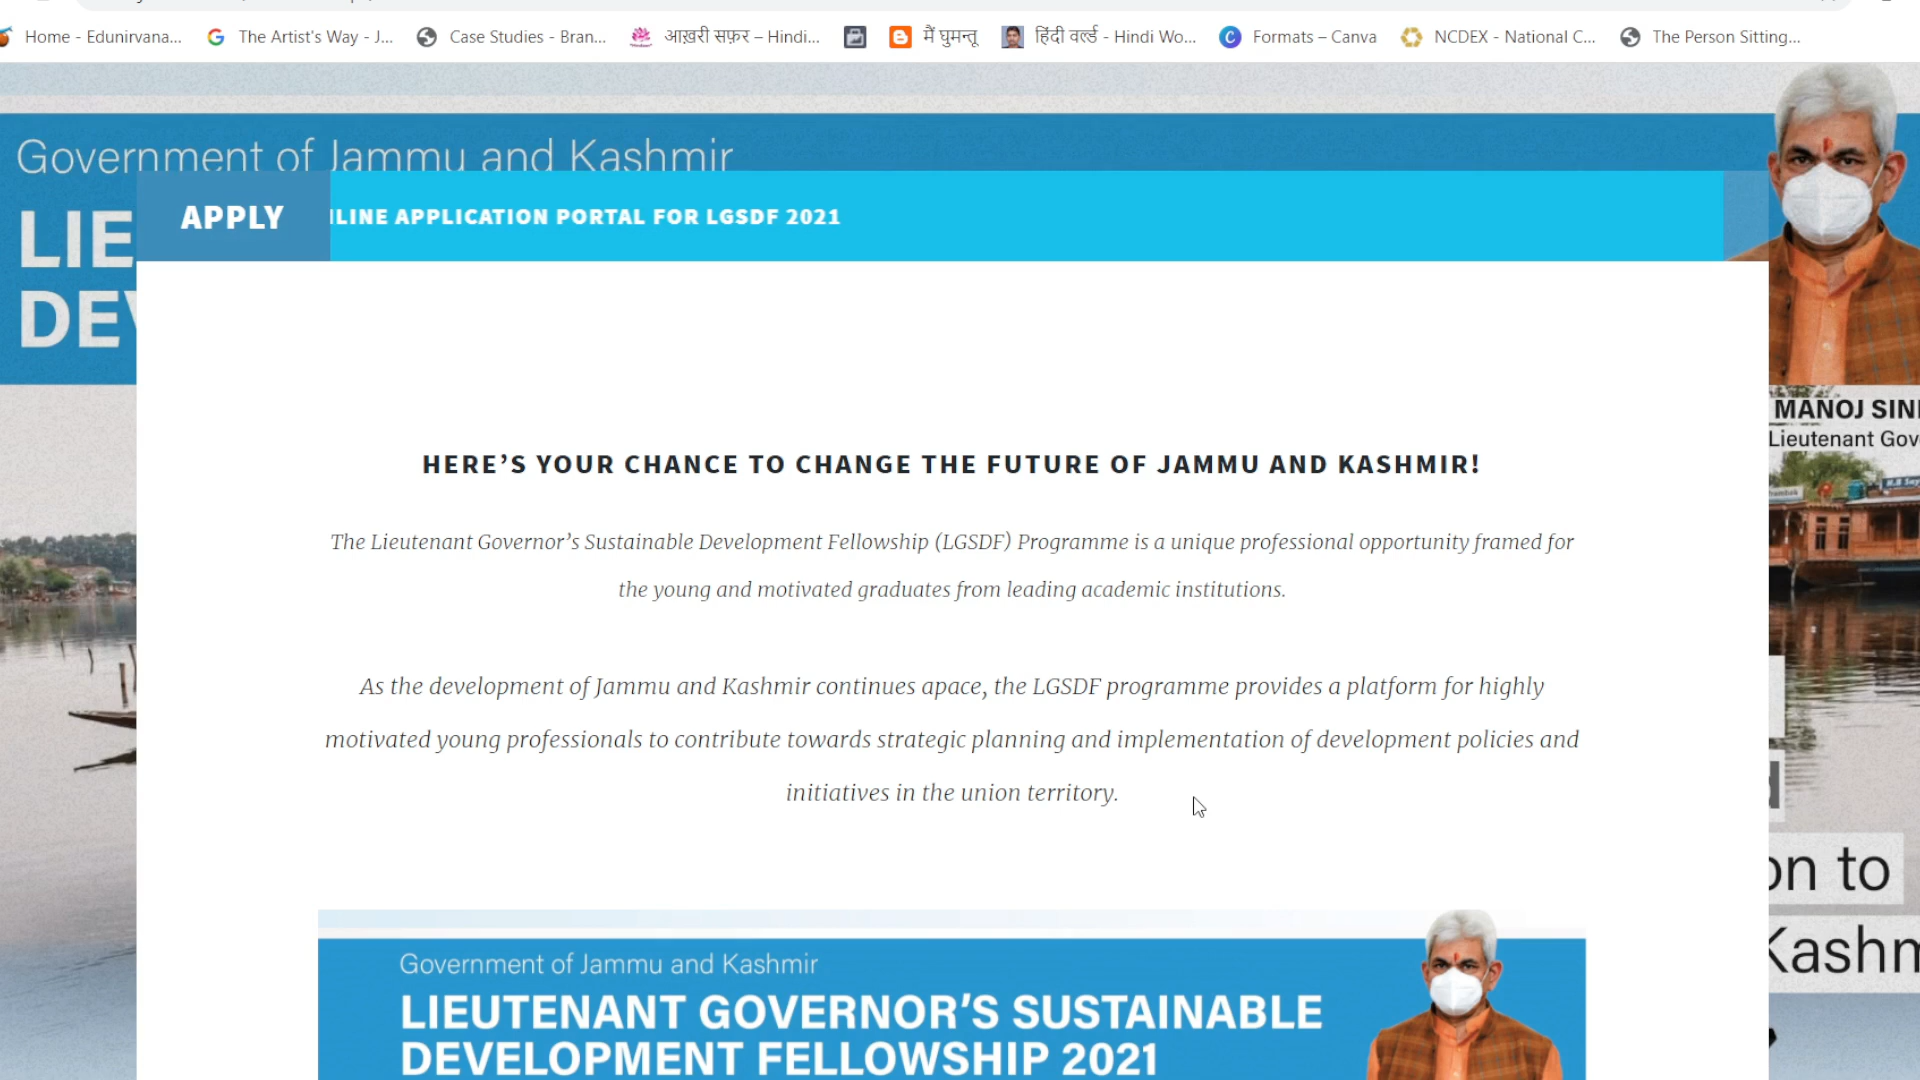 Home - Edunirvana...
The Artist's Way - J...
Case Studies - Bran...
आख़री सफ़र – Hindi...
मैं घुमन्तू
हिंदी वर्ल्ड - Hindi Wo...
Formats – Canva
NCDEX - National C...
The Person Sitting...
Government of Jammu and Kashmir
LIE
DEV
APPLY
LINE APPLICATION PORTAL FOR LGSDF 2021
MANOJ SIN
Lieutenant Gov
HERE’S YOUR CHANCE TO CHANGE THE FUTURE OF JAMMU AND KASHMIR!
The Lieutenant Governor’s Sustainable Development Fellowship (LGSDF) Programme is a unique professional opportunity framed for
the young and motivated graduates from leading academic institutions.
As the development of Jammu and Kashmir continues apace, the LGSDF programme provides a platform for highly
motivated young professionals to contribute towards strategic planning and implementation of development policies and
initiatives in the union territory.
on to
Kashm
Government of Jammu and Kashmir
LIEUTENANT GOVERNOR’S SUSTAINABLE
DEVELOPMENT FELLOWSHIP 2021